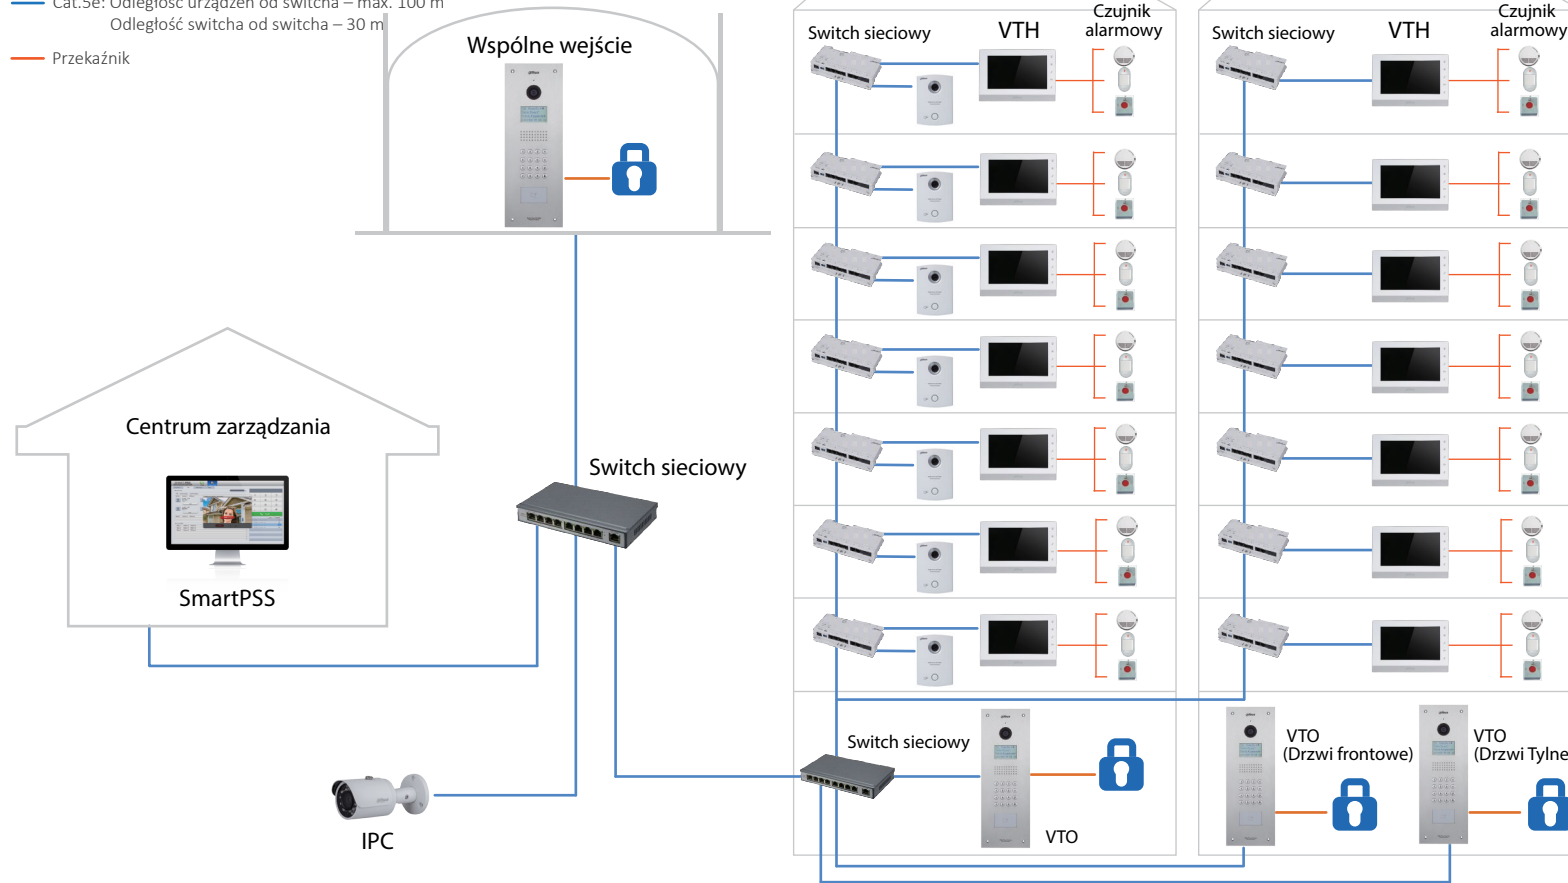 Cat.5e: Odległość urządzeń od switcha – max. 100 m
Odległość switcha od switcha – 30 m
Przekaźnik
Wspólne wejście
Switch sieciowy
VTH
Czujnik
alarmowy
Switch sieciowy
VTH
Czujnik
alarmowy
Centrum zarządzania
SmartPSS
Switch sieciowy
IPC
Switch sieciowy
VTO
VTO
(Drzwi frontowe)
VTO
(Drzwi Tylne